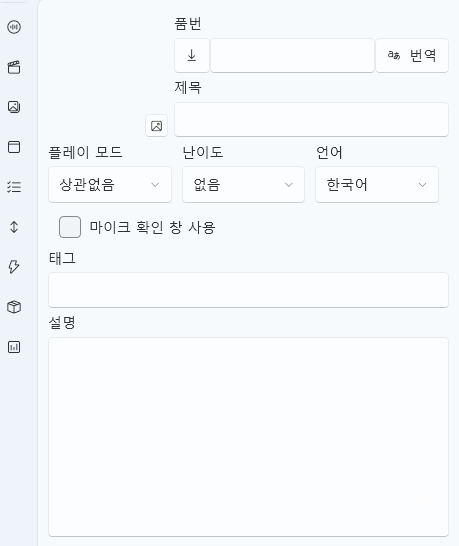 품번
번역
제목
플레이 모드 난이도 언어
상관없음 없음 한국어
마이크 확인 창 사용
태그
설명